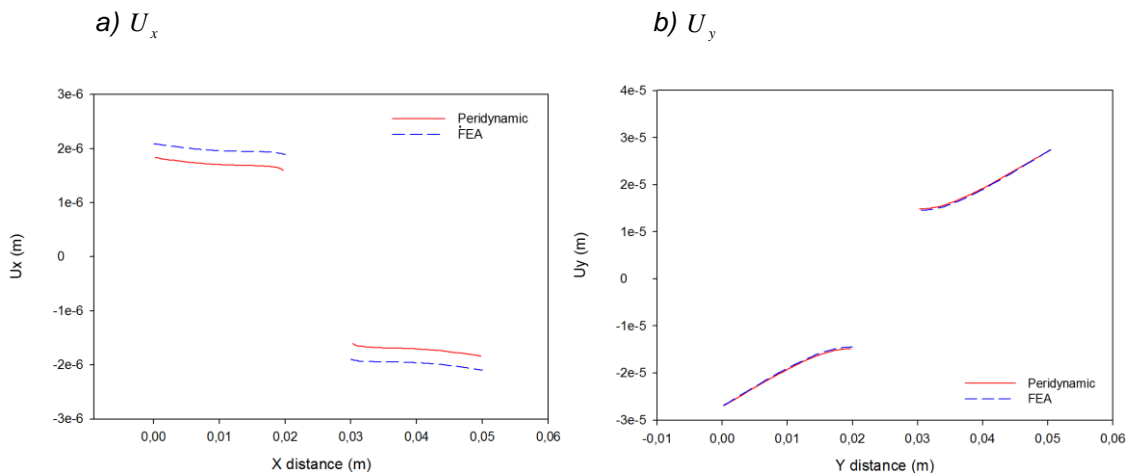 a) U x
b) U y
3e-6
2e-6
1e-6
0
-1e-6
-2e-6
-3e-6
Ux (m)
Peridynamic
FEA
0,00 0,01 0,02 0,03 0,04 0,05 0,06
X distance (m)
4e-5
3e-5
2e-5
1e-5
0
-1e-5
-2e-5
-3e-5
Uy (m)
Peridynamic
FEA
-0,01 0,00 0,01 0,02 0,03 0,04 0,05 0,06
Y distance (m)